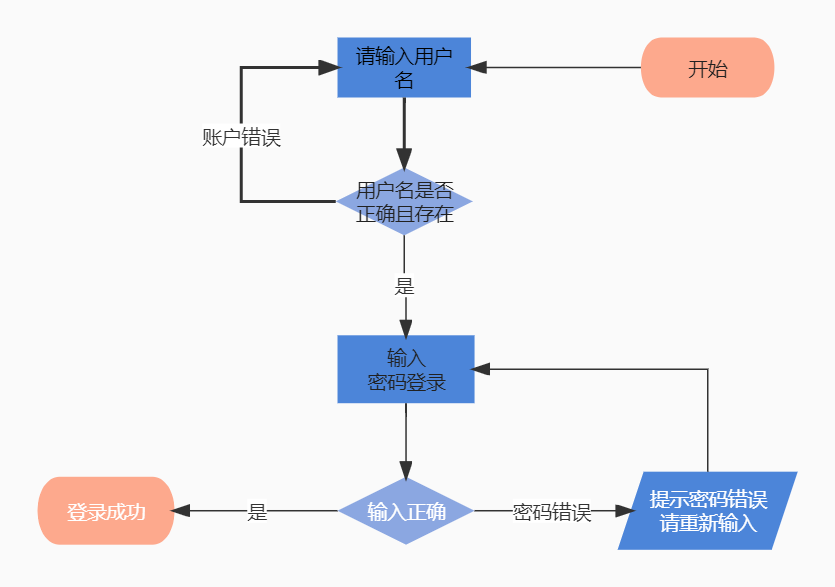 请输入用户
名
开始
账户错误
用户名是否
正确且存在
是
输入
密码登录
登录成功
是
输入正确
密码错误
提示密码错误
请重新输入